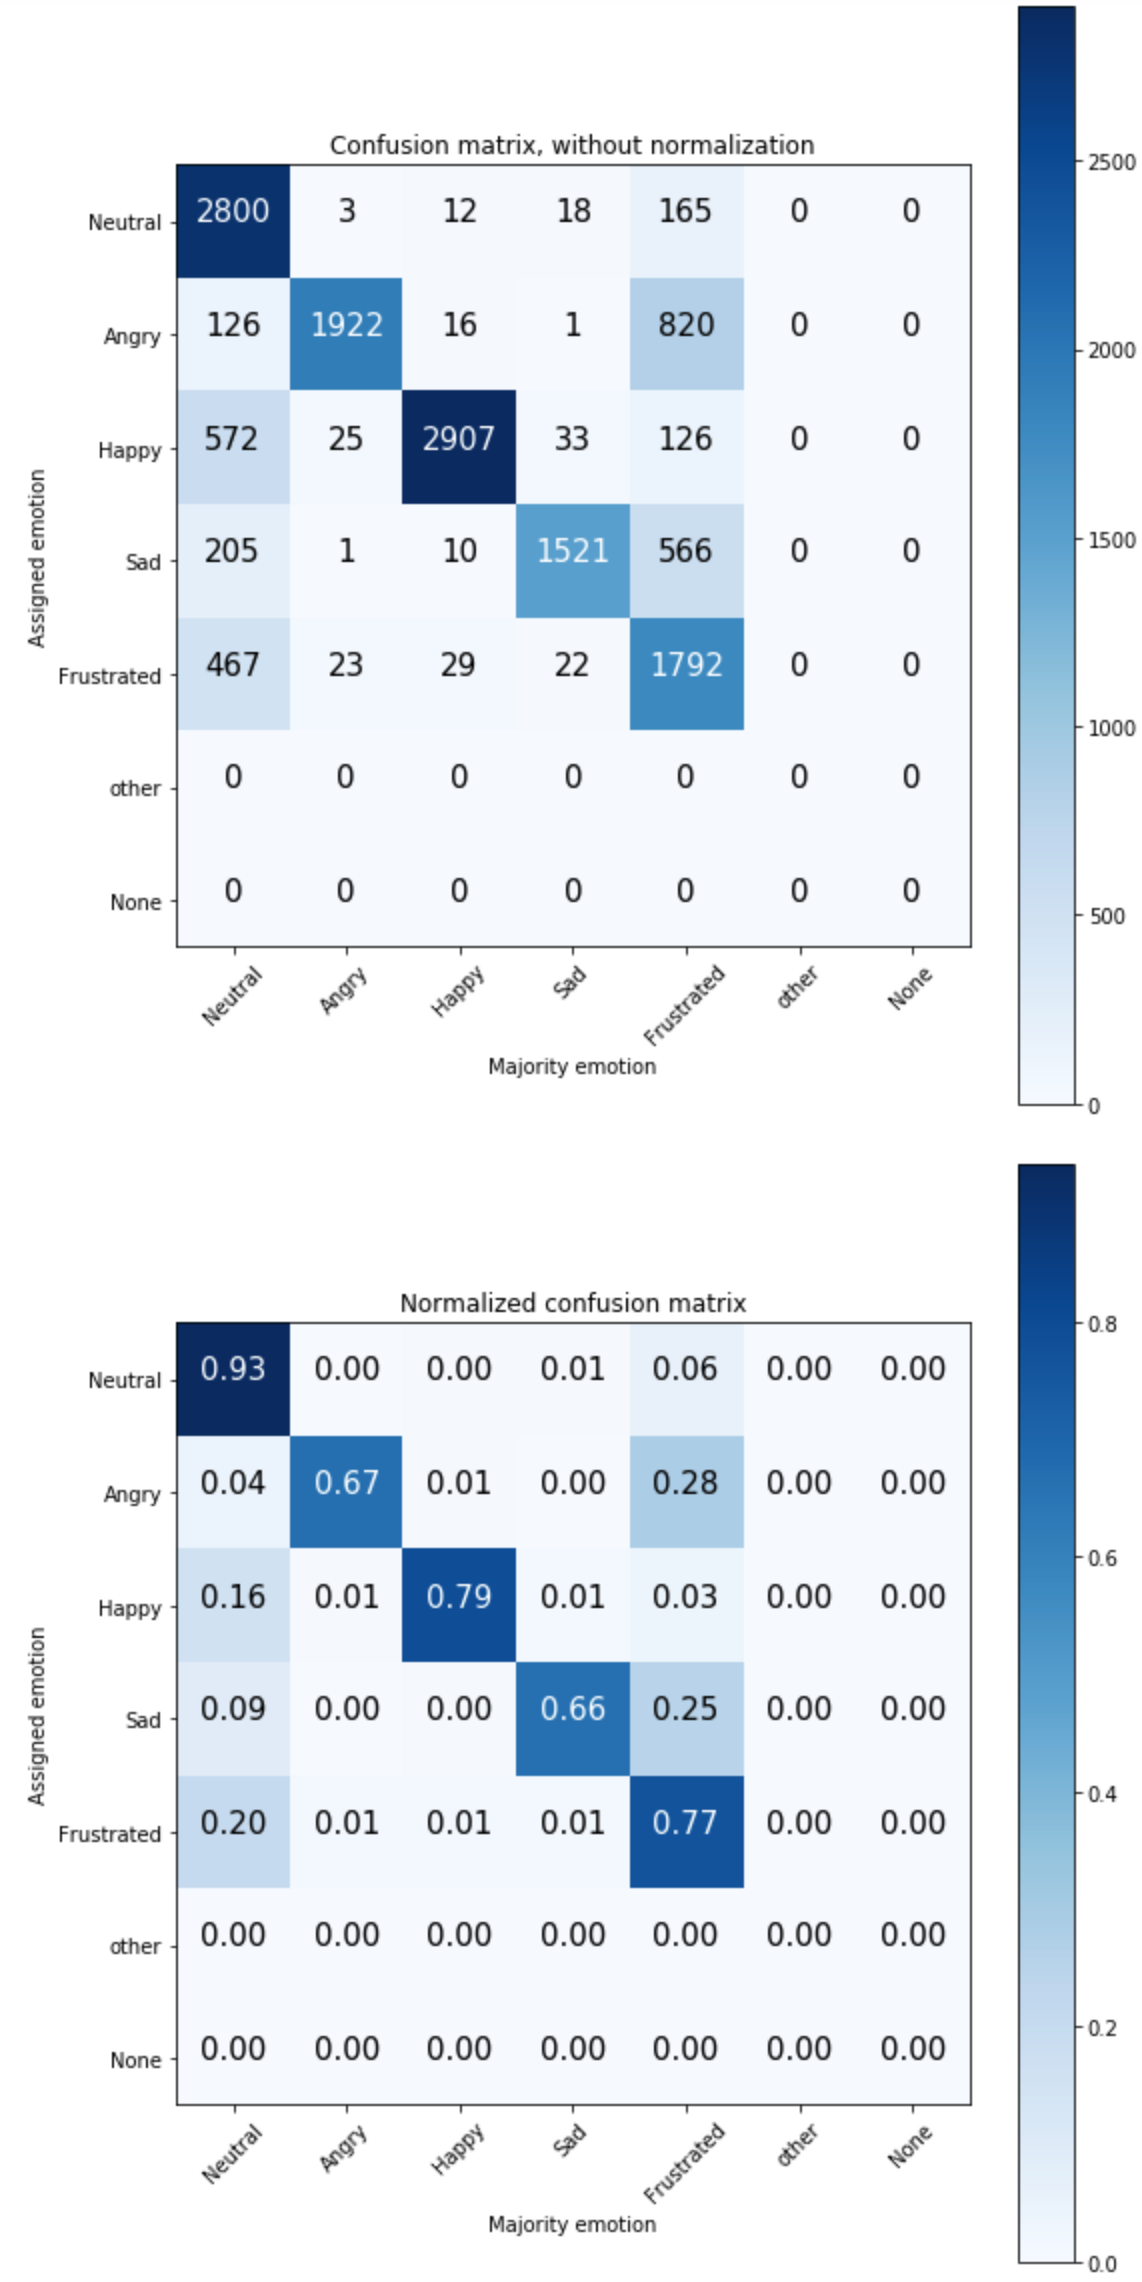 Confusion matrix, without normalization
Neutral 2800 3 12 18 165 0 0
Angry 126 1922 16 1 820 0 0
Happy 572 25 2907 33 126 0 0
Sad 205 1 10 1521 566 0 0
Frustrated 467 23 29 22 1792 0 0
other 0 0 0 0 0 0 0
None 0 0 0 0 0 0 0
Neutral Angry Happy Sad Frustrated other None
Majority emotion
Assigned emotion
2500
2000
1500
1000
500
0
Normalized confusion matrix
Neutral 0.93 0.00 0.00 0.01 0.06 0.00 0.00
Angry 0.04 0.67 0.01 0.00 0.28 0.00 0.00
Happy 0.16 0.01 0.79 0.01 0.03 0.00 0.00
Sad 0.09 0.00 0.00 0.66 0.25 0.00 0.00
Frustrated 0.20 0.01 0.01 0.01 0.77 0.00 0.00
other 0.00 0.00 0.00 0.00 0.00 0.00 0.00
None 0.00 0.00 0.00 0.00 0.00 0.00 0.00
Neutral Angry Happy Sad Frustrated other None
Majority emotion
Assigned emotion
0.8
0.6
0.4
0.2
0.0